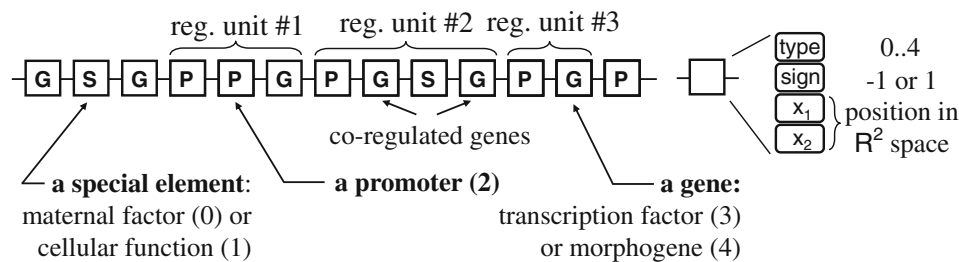 reg. unit #1 reg. unit #2 reg. unit #3
G S G P P G P G S G P G P
type 0..4
sign -1 or 1
x1 position in
x2 R² space
co-regulated genes
a special element:
maternal factor (0) or
cellular function (1)
a promoter (2)
a gene:
transcription factor (3)
or morphogene (4)